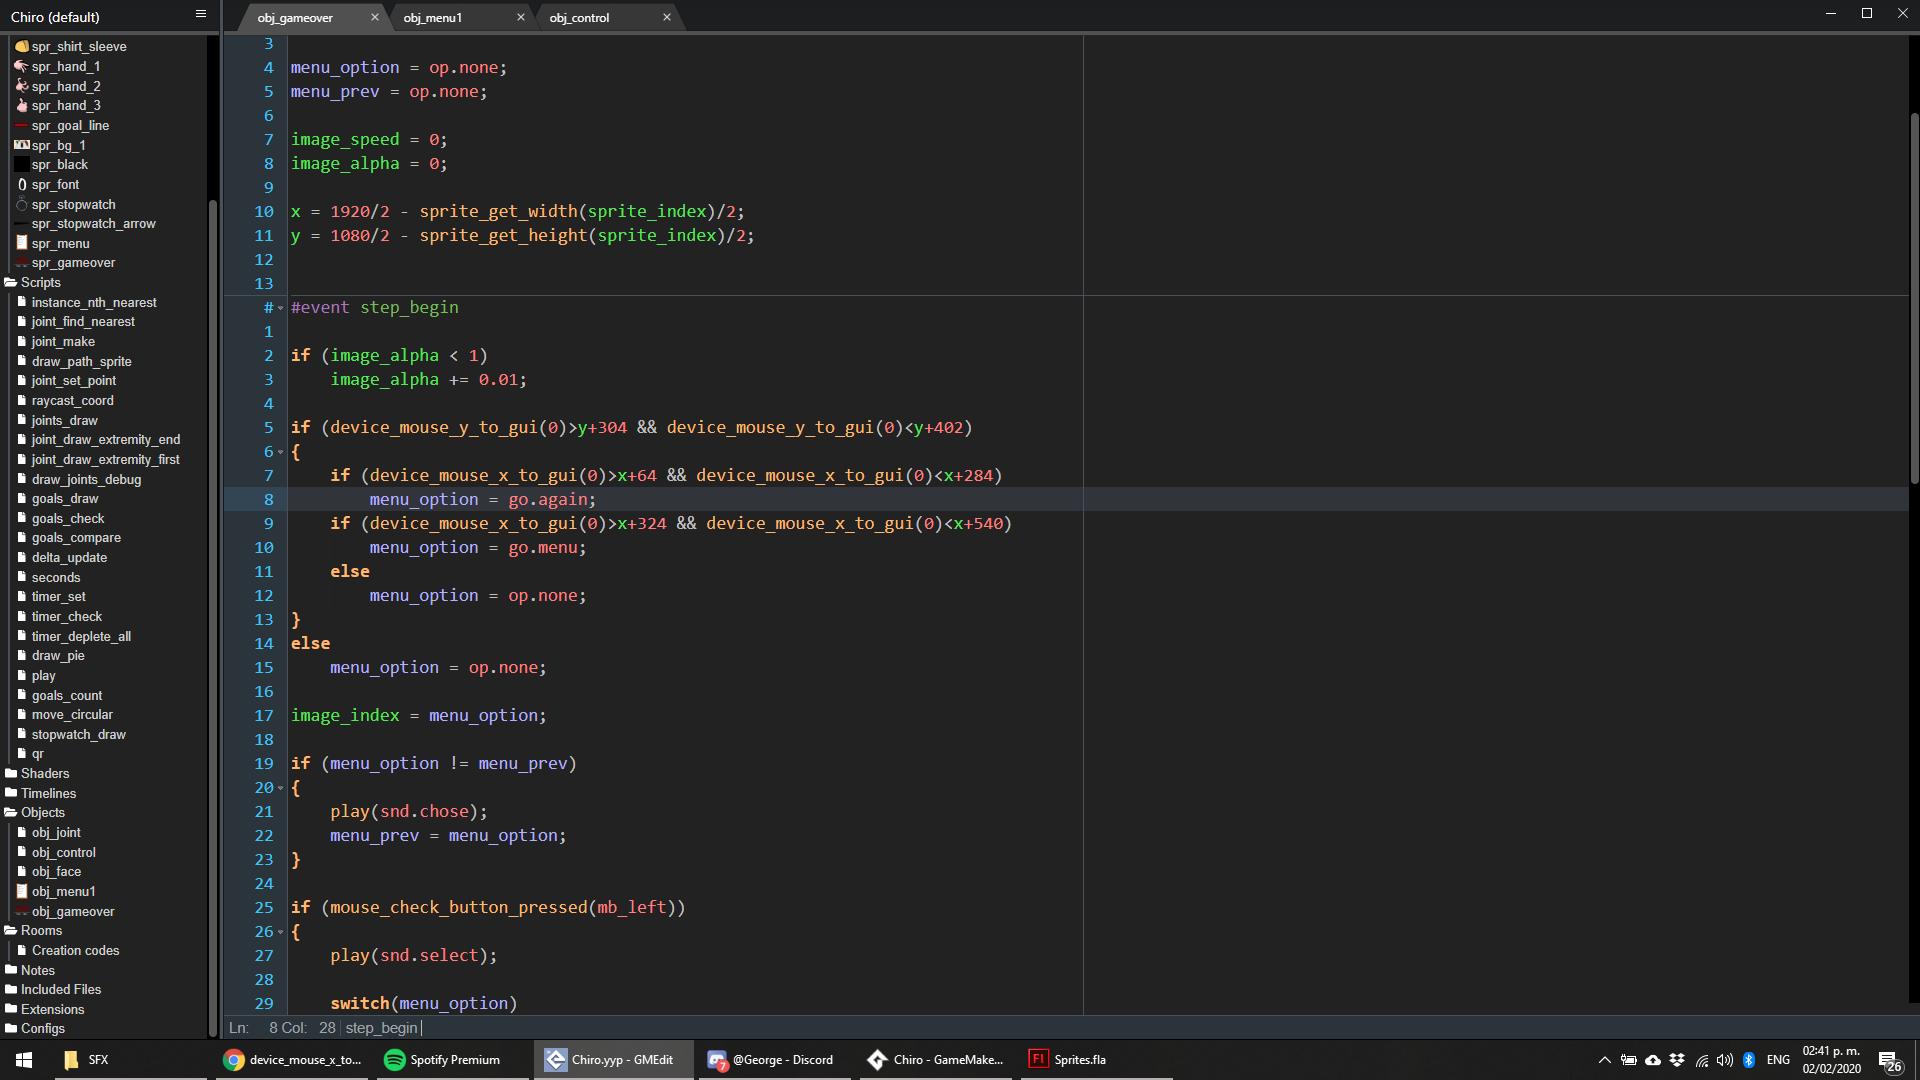 Chiro (default)
obj_gameover
obj_menu1
obj_control
spr_shirt_sleeve
spr_hand_1
spr_hand_2
spr_hand_3
spr_goal_line
spr_bg_1
spr_black
spr_font
spr_stopwatch
spr_stopwatch_arrow
spr_menu
spr_gameover
Scripts
instance_nth_nearest
joint_find_nearest
joint_make
draw_path_sprite
joint_set_point
raycast_coord
joints_draw
joint_draw_extremity_end
joint_draw_extremity_first
draw_joints_debug
goals_draw
goals_check
goals_compare
delta_update
seconds
timer_set
timer_check
timer_deplete_all
draw_pie
play
goals_count
move_circular
stopwatch_draw
qr
Shaders
Timelines
Objects
obj_joint
obj_control
obj_face
obj_menu1
obj_gameover
Rooms
Creation codes
Notes
Included Files
Extensions
Configs
3
4 menu_option = op.none;
5 menu_prev = op.none;
6
7 image_speed = 0;
8 image_alpha = 0;
9
10 x = 1920/2 - sprite_get_width(sprite_index)/2;
11 y = 1080/2 - sprite_get_height(sprite_index)/2;
12
13
# #event step_begin
1
2 if (image_alpha < 1)
3 image_alpha += 0.01;
4
5 if (device_mouse_y_to_gui(0)>y+304 && device_mouse_y_to_gui(0)<y+402)
6 {
7 if (device_mouse_x_to_gui(0)>x+64 && device_mouse_x_to_gui(0)<x+284)
8 menu_option = go.again;
9 if (device_mouse_x_to_gui(0)>x+324 && device_mouse_x_to_gui(0)<x+540)
10 menu_option = go.menu;
11 else
12 menu_option = op.none;
13 }
14 else
15 menu_option = op.none;
16
17 image_index = menu_option;
18
19 if (menu_option != menu_prev)
20 {
21 play(snd.chose);
22 menu_prev = menu_option;
23 }
24
25 if (mouse_check_button_pressed(mb_left))
26 {
27 play(snd.select);
28
29 switch(menu_option)
Ln: 8 Col: 28 step_begin
SFX
device_mouse_x_to...
Spotify Premium
Chiro.yyp - GMEdit
7
@George - Discord
Chiro - GameMake...
Fl
Sprites.fla
ENG
02:41 p. m.
02/02/2020
26